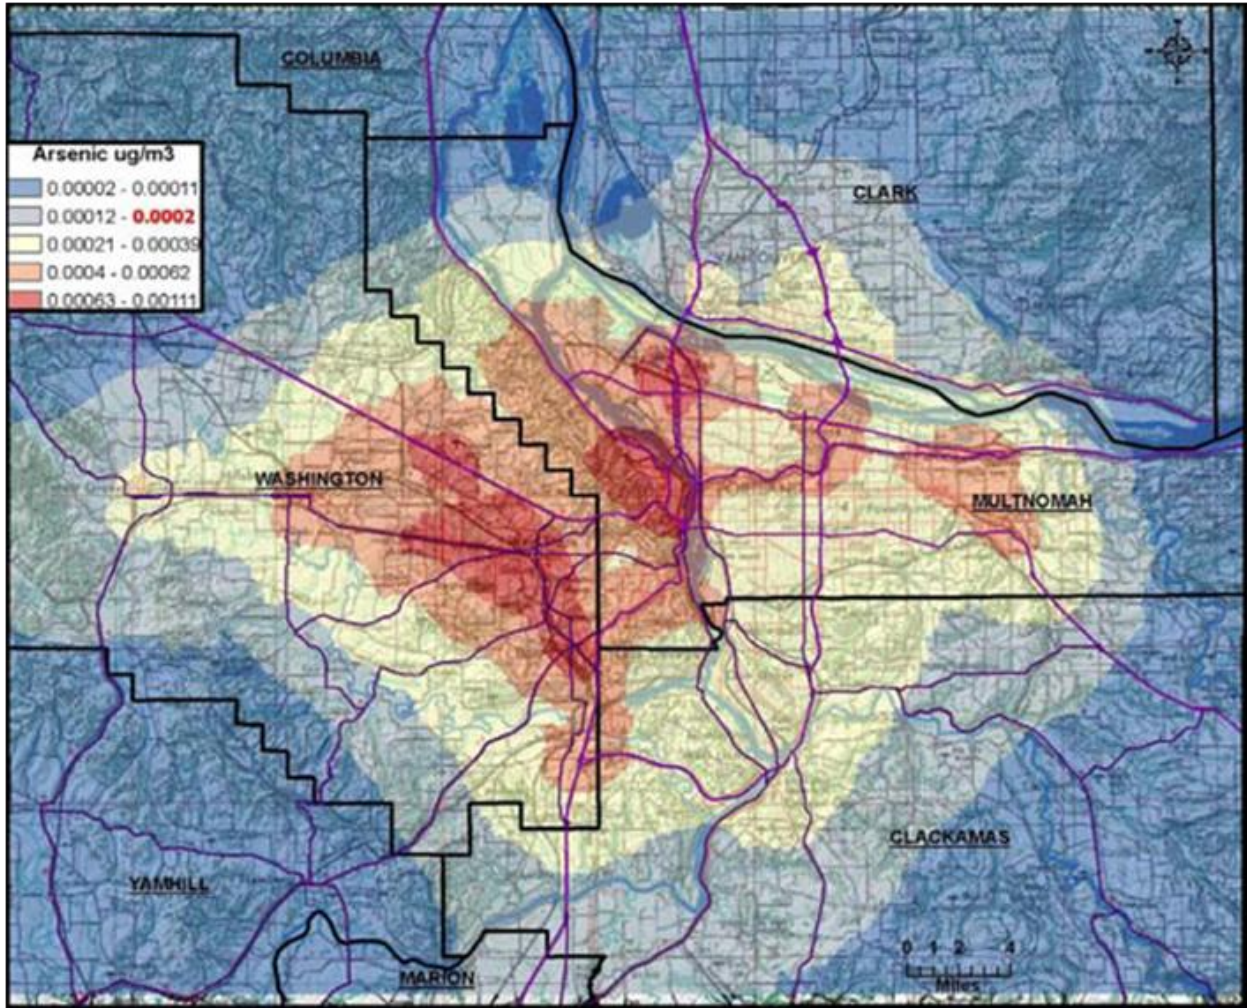 COLUMBIA
Arsenic ug/m3
0.00002 - 0.00011
0.00012 - 0.0002
0.00021 - 0.00039
0.0004 - 0.00062
0.00063 - 0.00111
CLARK
WASHINGTON
MULTNOMAH
CLACKAMAS
YAMHILL
MARION
0 1 2 4
Miles